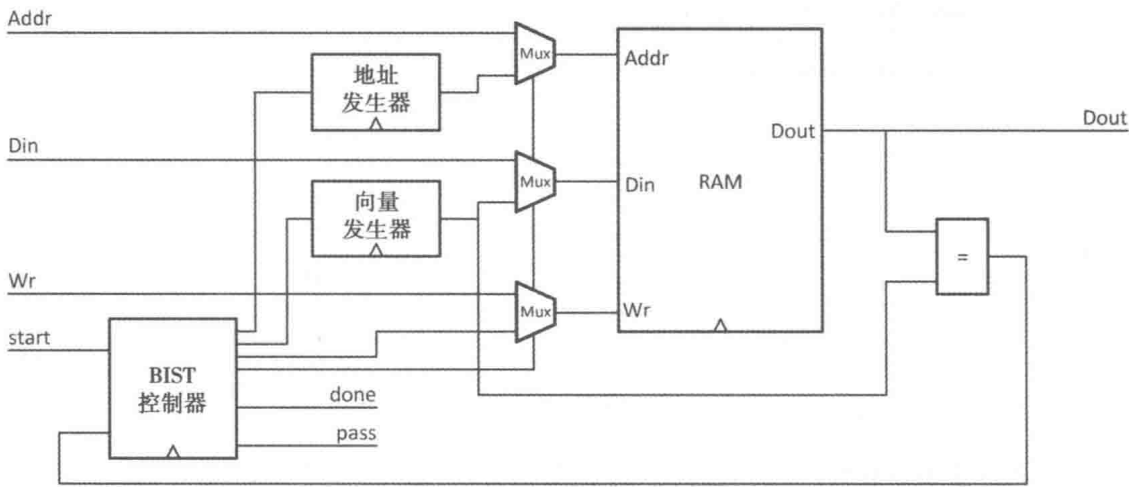 Addr
Mux
Addr
地址
发生器
Dout
Dout
Din
Mux
Din
RAM
向量
发生器
=
Wr
Mux
Wr
start
BIST
控制器
done
pass